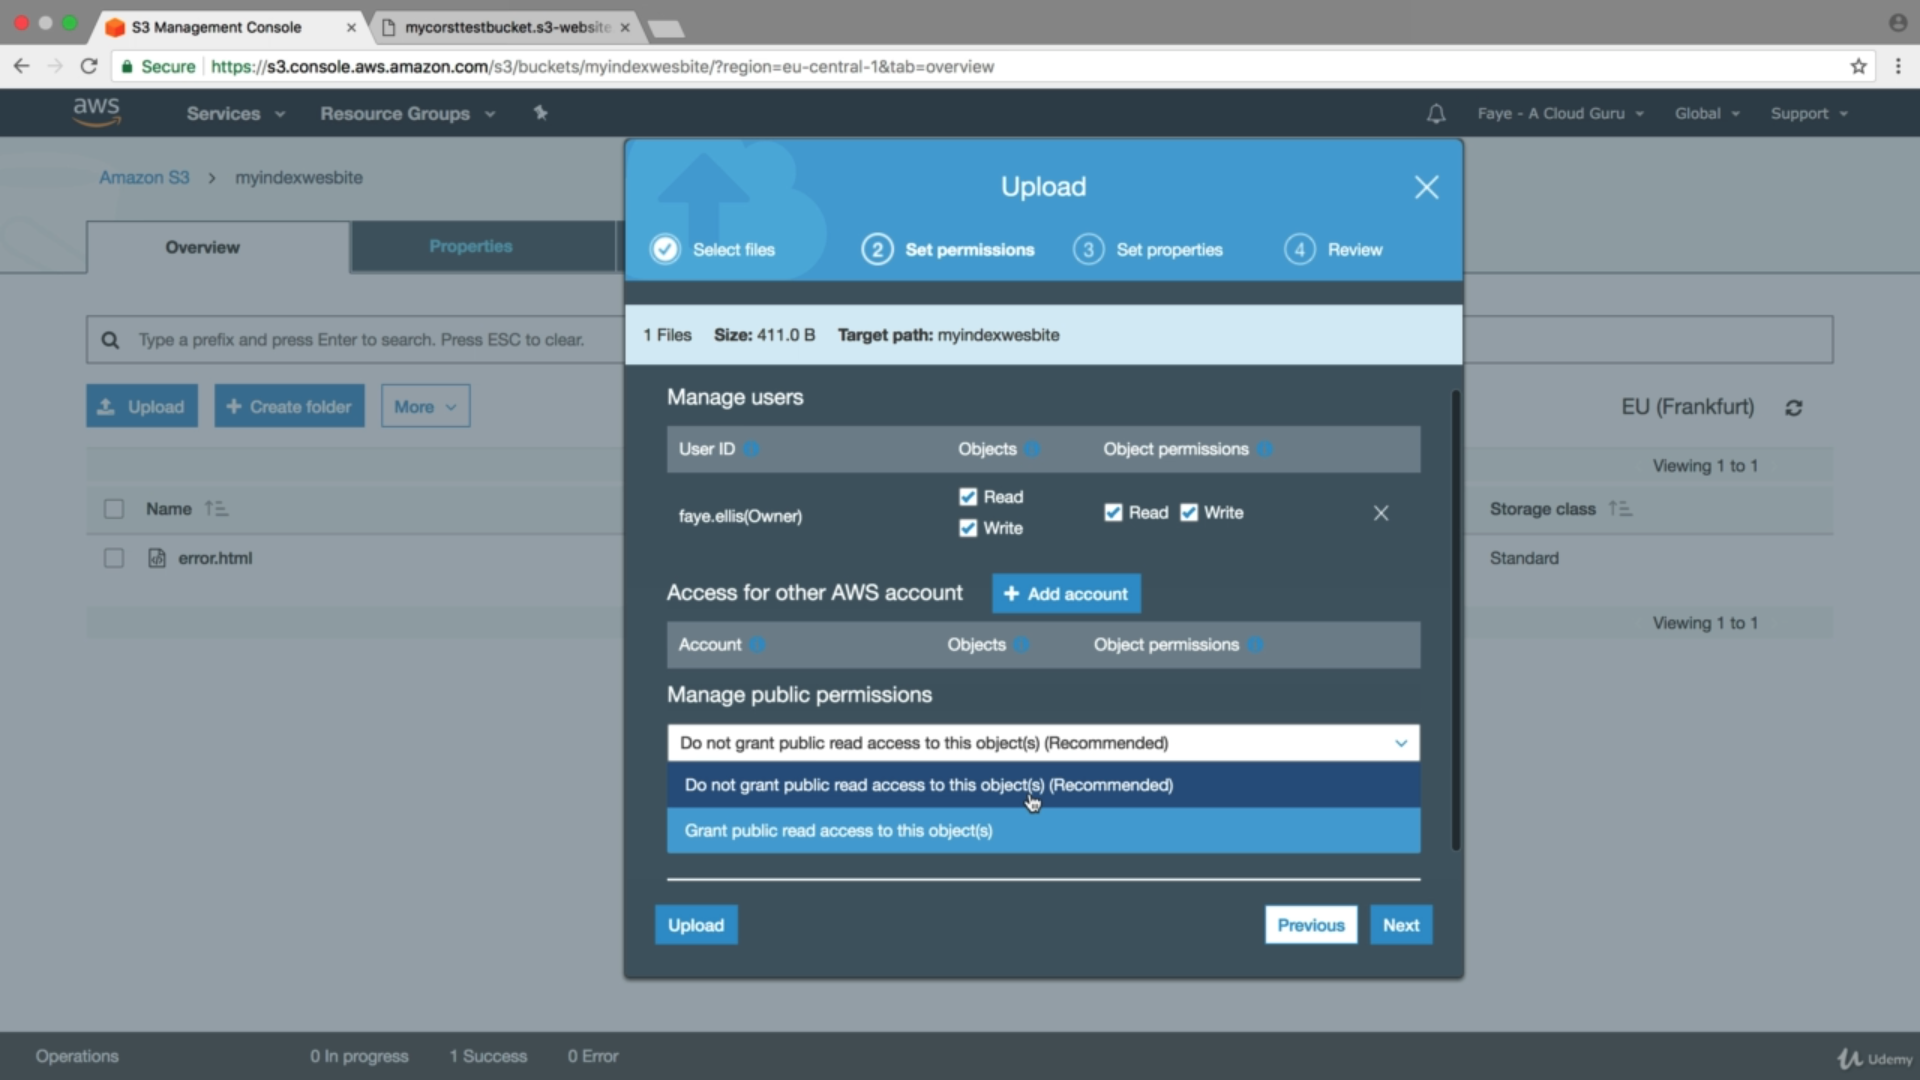 S3 Management Console
mycorsttestbucket.s3-website
Secure
https://s3.console.aws.amazon.com/s3/buckets/myindexwesbite/?region=eu-central-1&tab=overview
aws
Services
Resource Groups
Faye - A Cloud Guru
Global
Support
Amazon S3 > myindexwesbite
Overview
Properties
Type a prefix and press Enter to search. Press ESC to clear.
Upload
Create folder
More
EU (Frankfurt)
Viewing 1 to 1
Name
Storage class
error.html
Standard
Viewing 1 to 1
Upload
Select files
2 Set permissions
3 Set properties
4 Review
1 Files Size: 411.0 B Target path: myindexwesbite
Manage users
User ID Objects Object permissions
faye.ellis(Owner)
Read
Write
Read Write
Access for other AWS account
Add account
Account Objects Object permissions
Manage public permissions
Do not grant public read access to this object(s) (Recommended)
Do not grant public read access to this object(s) (Recommended)
Grant public read access to this object(s)
Upload
Previous
Next
Operations
0 In progress
1 Success
0 Error
Udemy